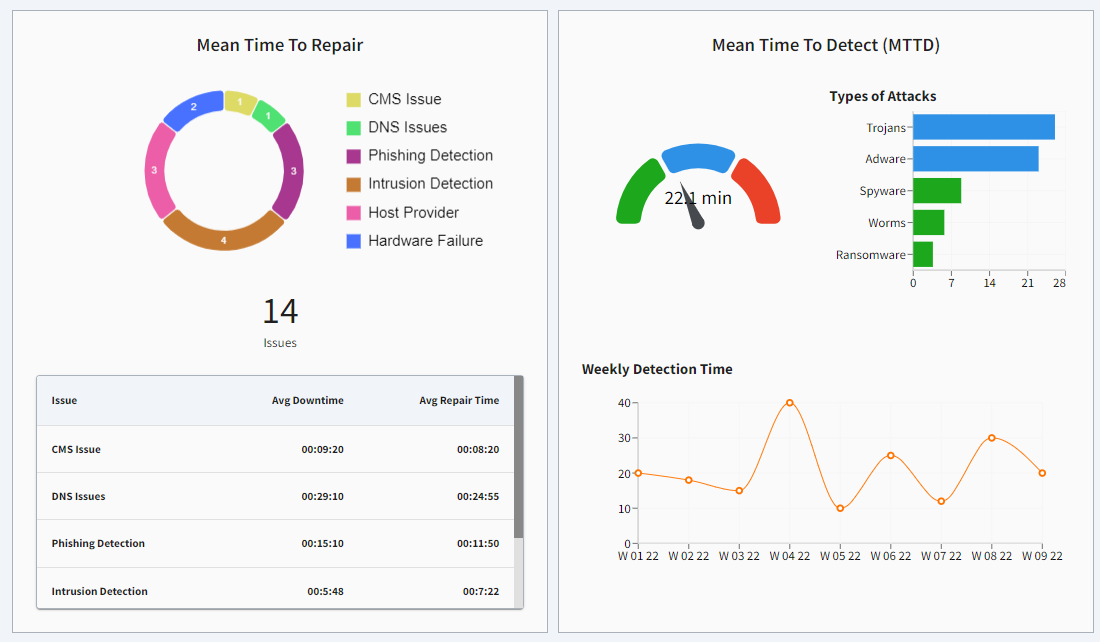 Mean Time To Repair
2
1
1
3
3
4
CMS Issue
DNS Issues
Phishing Detection
Intrusion Detection
Host Provider
Hardware Failure
14
Issues
Issue Avg Downtime Avg Repair Time
CMS Issue 00:09:20 00:08:20
DNS Issues 00:29:10 00:24:55
Phishing Detection 00:15:10 00:11:50
Intrusion Detection 00:5:48 00:7:22
Mean Time To Detect (MTTD)
22.1 min
Types of Attacks
Trojans
Adware
Spyware
Worms
Ransomware
0 7 14 21 28
Weekly Detection Time
40
30
20
10
0
W 01 22 W 02 22 W 03 22 W 04 22 W 05 22 W 06 22 W 07 22 W 08 22 W 09 22